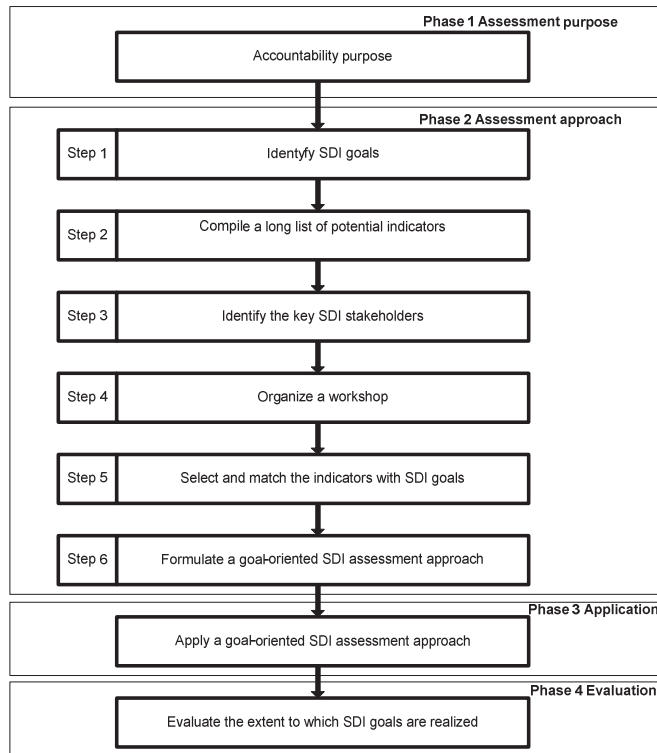 Phase 1 Assessment purpose
Accountability purpose
Phase 2 Assessment approach
Step 1
Identyfy SDI goals
Step 2
Compile a long list of potential indicators
Step 3
Identify the key SDI stakeholders
Step 4
Organize a workshop
Step 5
Select and match the indicators with SDI goals
Step 6
Formulate a goal-oriented SDI assessment approach
Phase 3 Application
Apply a goal-oriented SDI assessment approach
Phase 4 Evaluation
Evaluate the extent to which SDI goals are realized